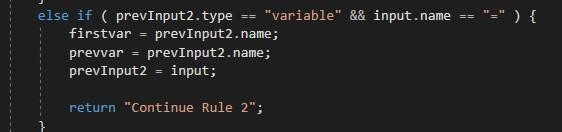 else if ( prevInput2.type == "variable" && input.name == "=" ) {
firstvar = prevInput2.name;
prevvar = prevInput2.name;
prevInput2 = input;
return "Continue Rule 2";
}